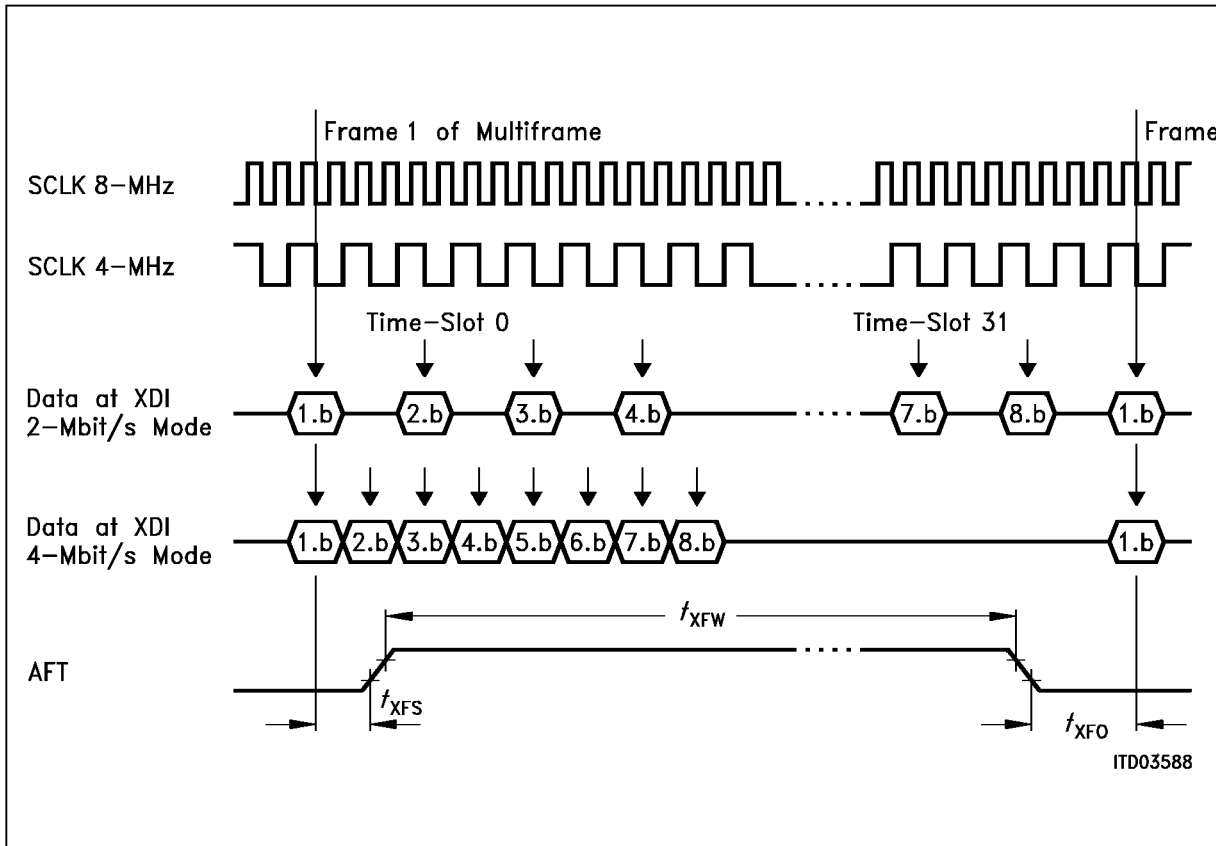 Frame 1 of Multiframe
Frame
SCLK 8-MHz
SCLK 4-MHz
Time-Slot 0
Time-Slot 31
Data at XDI
2-Mbit/s Mode
1.b 2.b 3.b 4.b 7.b 8.b 1.b
Data at XDI
4-Mbit/s Mode
1.b 2.b 3.b 4.b 5.b 6.b 7.b 8.b 1.b
tXFW
AFT
tXFS
tXFO
ITD03588